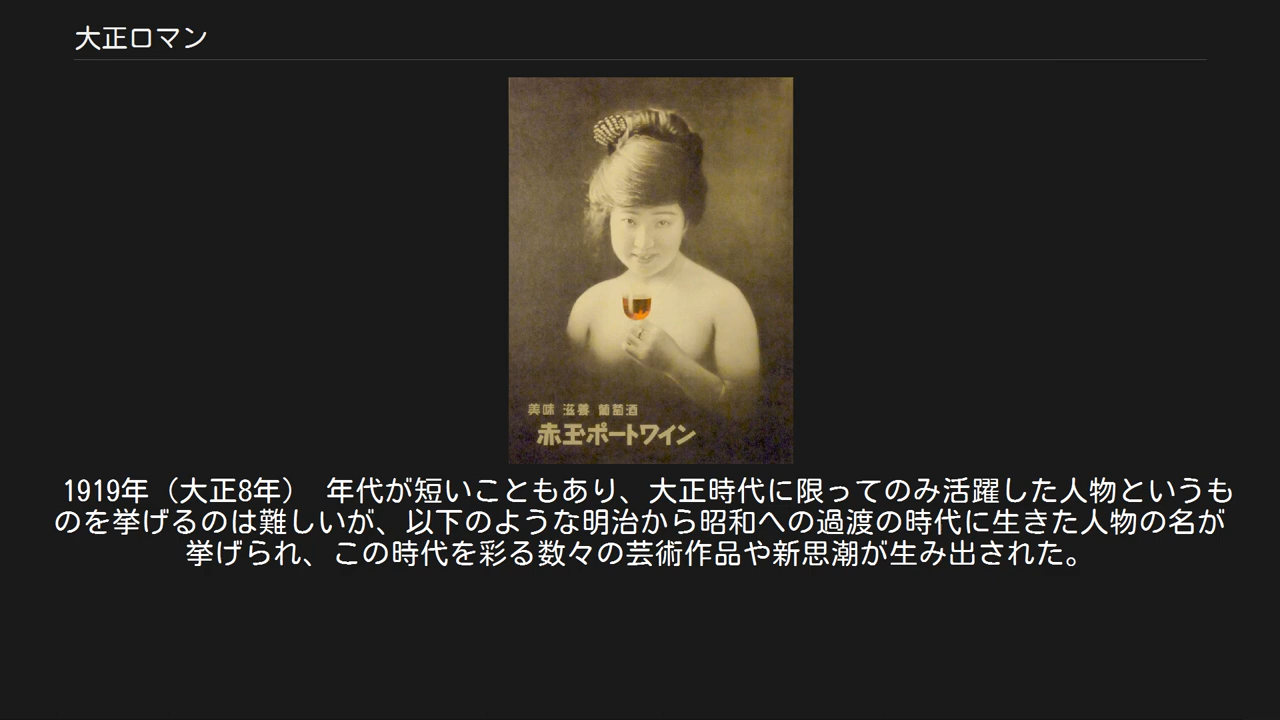 大正ロマン
美味 滋養 葡萄酒
赤玉ポートワイン
1919年（大正8年） 年代が短いこともあり、大正時代に限ってのみ活躍した人物というも
のを挙げるのは難しいが、以下のような明治から昭和への過渡の時代に生きた人物の名が
挙げられ、この時代を彩る数々の芸術作品や新思潮が生み出された。